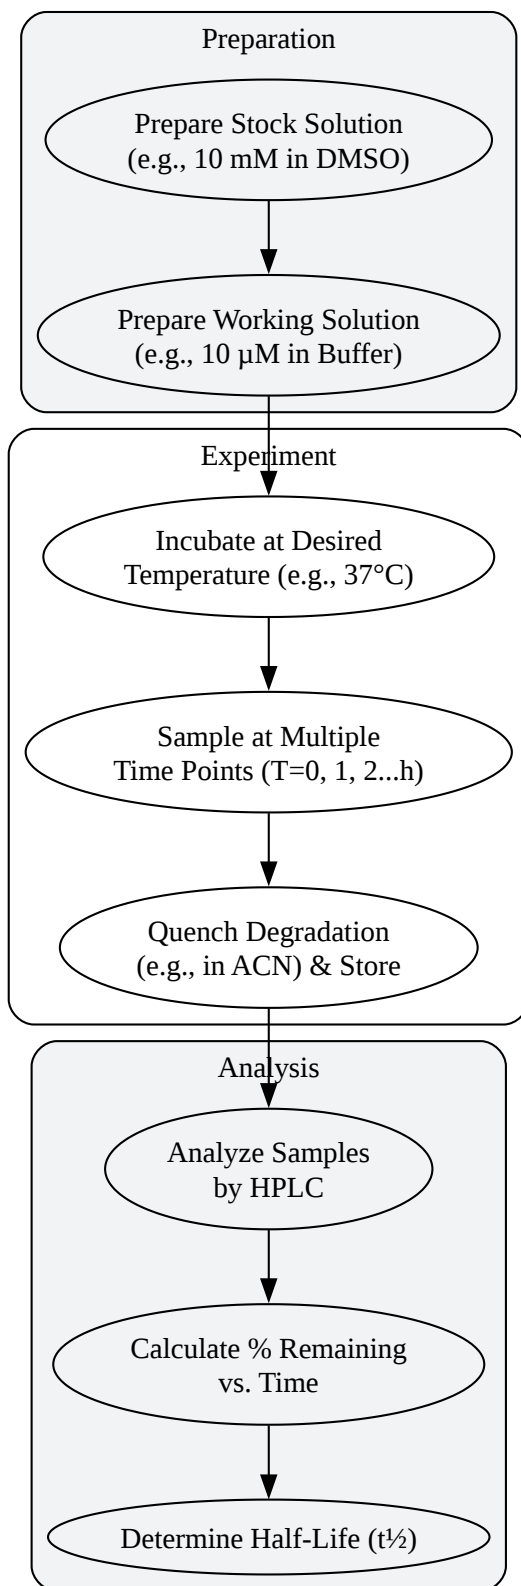 Preparation
Prepare Stock Solution
(e.g., 10 mM in DMSO)
Prepare Working Solution
(e.g., 10 µM in Buffer)
Experiment
Incubate at Desired
Temperature (e.g., 37°C)
Sample at Multiple
Time Points (T=0, 1, 2...h)
Quench Degradation
(e.g., in ACN) & Store
Analysis
Analyze Samples
by HPLC
Calculate % Remaining
vs. Time
Determine Half-Life (t½)